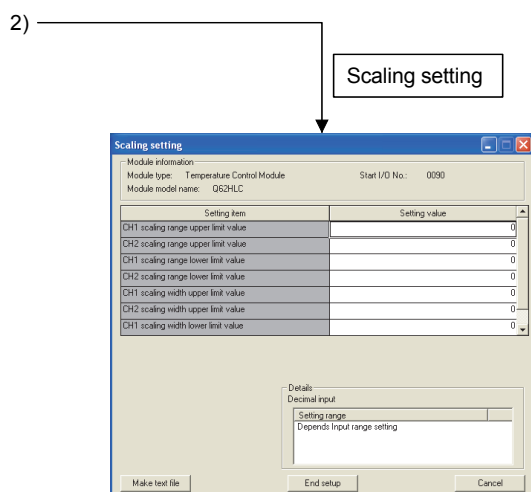 2)
Scaling setting
Scaling setting
Module information
Module type: Temperature Control Module Start I/O No.: 0090
Module model name: Q62HLC
Setting item Setting value
CH1 scaling range upper limit value 0
CH2 scaling range upper limit value 0
CH1 scaling range lower limit value 0
CH2 scaling range lower limit value 0
CH1 scaling width upper limit value 0
CH2 scaling width upper limit value 0
CH1 scaling width lower limit value 0
Details
Decimal input
Setting range
Depends Input range setting
Make text file End setup Cancel